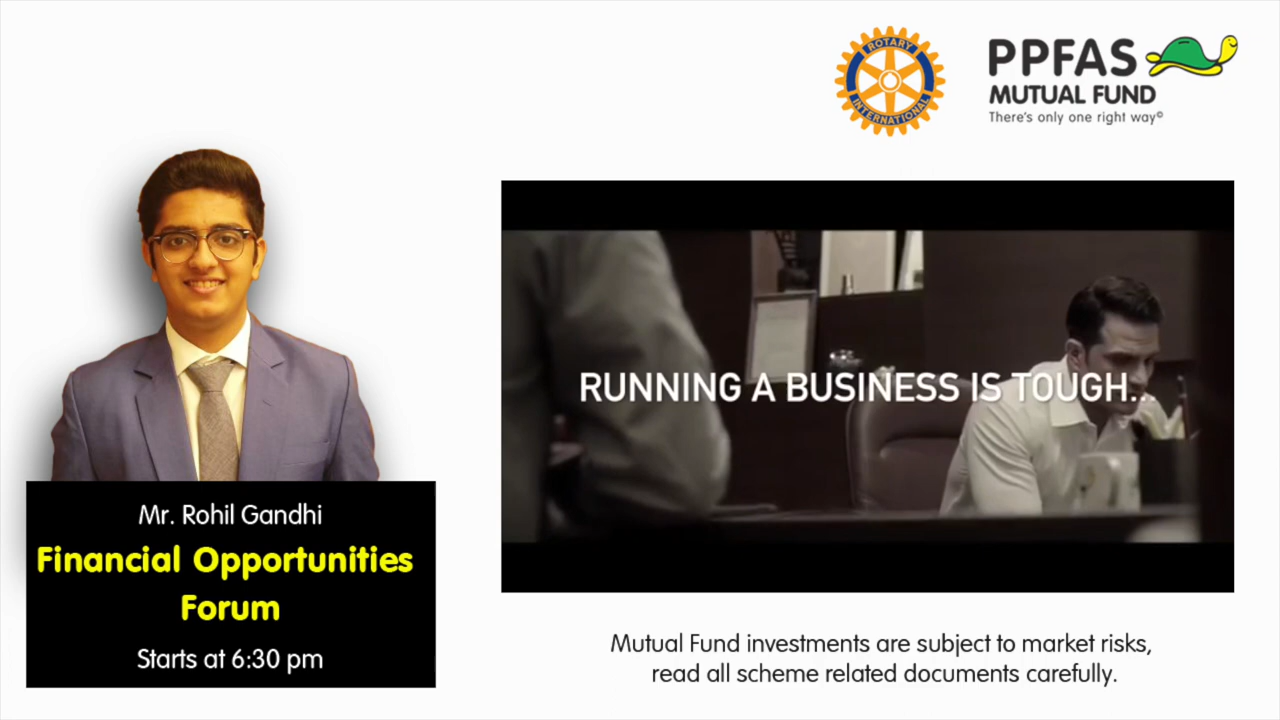 ROTARY
INTERNATIONAL
PPFAS
MUTUAL FUND
There's only one right way©
RUNNING A BUSINESS IS TOUGH...
Mr. Rohil Gandhi
Financial Opportunities
Forum
Starts at 6:30 pm
Mutual Fund investments are subject to market risks,
read all scheme related documents carefully.